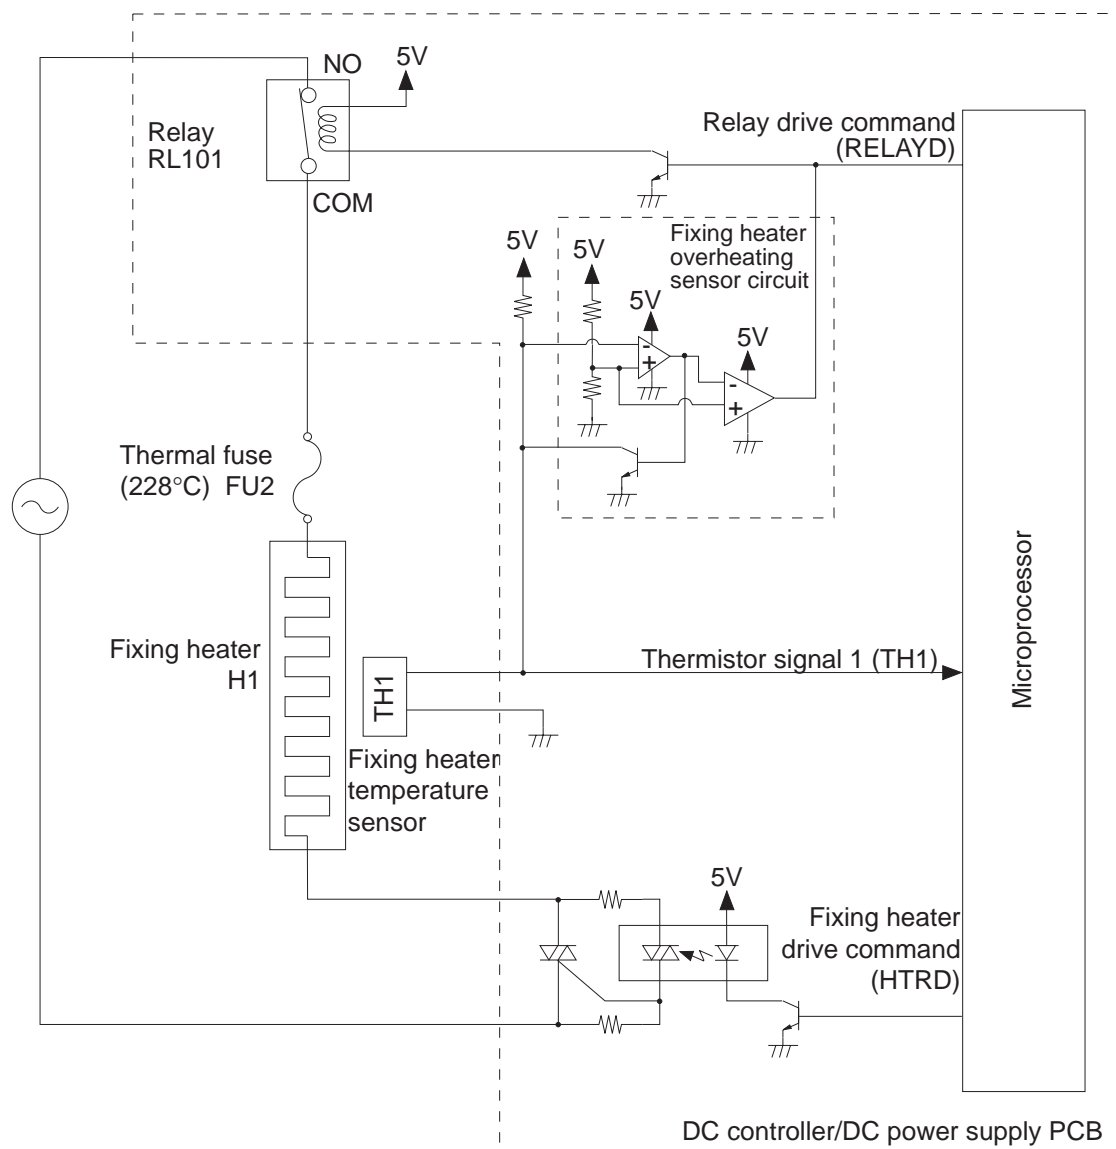 NO
5V
Relay
RL101
COM
Relay drive command
(RELAYD)
5V
5V
Fixing heater
overheating
sensor circuit
5V
5V
-
+
-
+
Thermal fuse
(228°C) FU2
Fixing heater
H1
TH1
Thermistor signal 1 (TH1)
Microprocessor
Fixing heater
temperature
sensor
5V
Fixing heater
drive command
(HTRD)
DC controller/DC power supply PCB